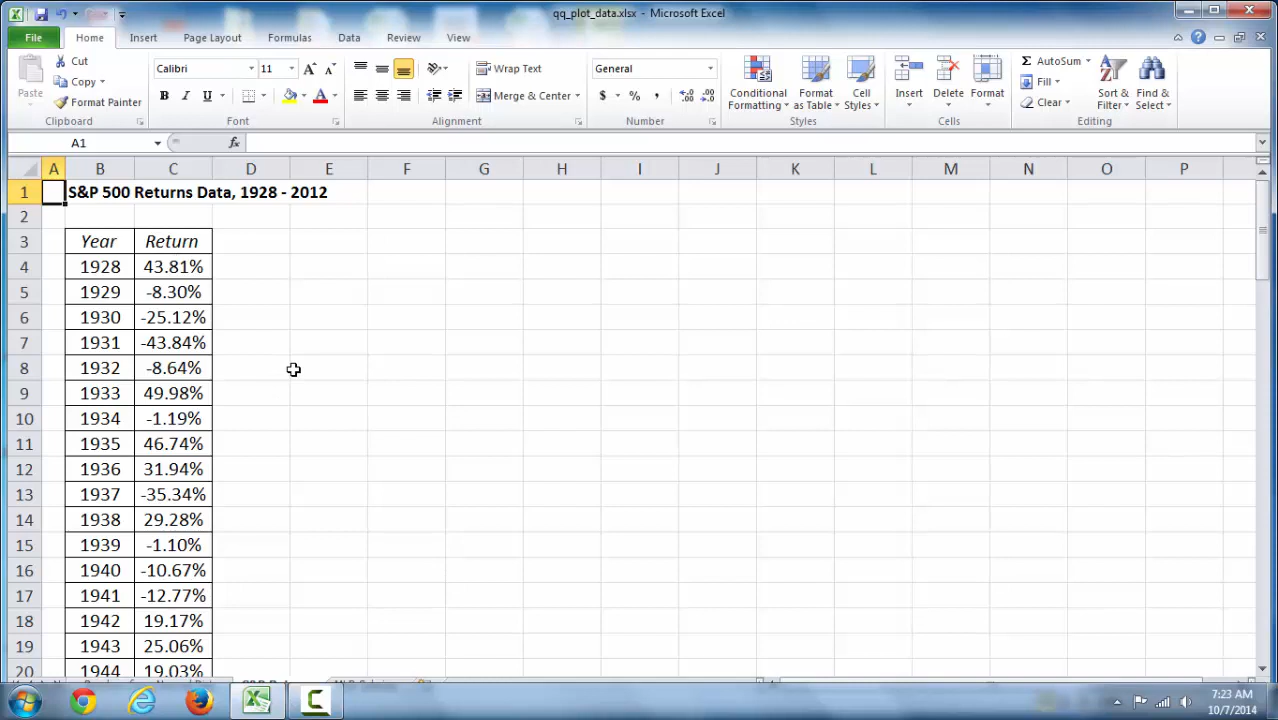 qq_plot_data.xlsx - Microsoft Excel
File Home Insert Page Layout Formulas Data Review View
Paste
Cut
Copy
Format Painter
Clipboard
Calibri 11
B I U
Font
Wrap Text
Merge & Center
Alignment
General
$ % ,
Number
Conditional Formatting
Format as Table
Cell Styles
Styles
Insert
Delete
Format
Cells
AutoSum
Fill
Clear
Sort & Filter
Find & Select
Editing
A1 fx
A B C D E F G H I J K L M N O P
1 S&P 500 Returns Data, 1928 - 2012
2
3 Year Return
4 1928 43.81%
5 1929 -8.30%
6 1930 -25.12%
7 1931 -43.84%
8 1932 -8.64%
9 1933 49.98%
10 1934 -1.19%
11 1935 46.74%
12 1936 31.94%
13 1937 -35.34%
14 1938 29.28%
15 1939 -1.10%
16 1940 -10.67%
17 1941 -12.77%
18 1942 19.17%
19 1943 25.06%
20 1944 19.03%
7:23 AM
10/7/2014